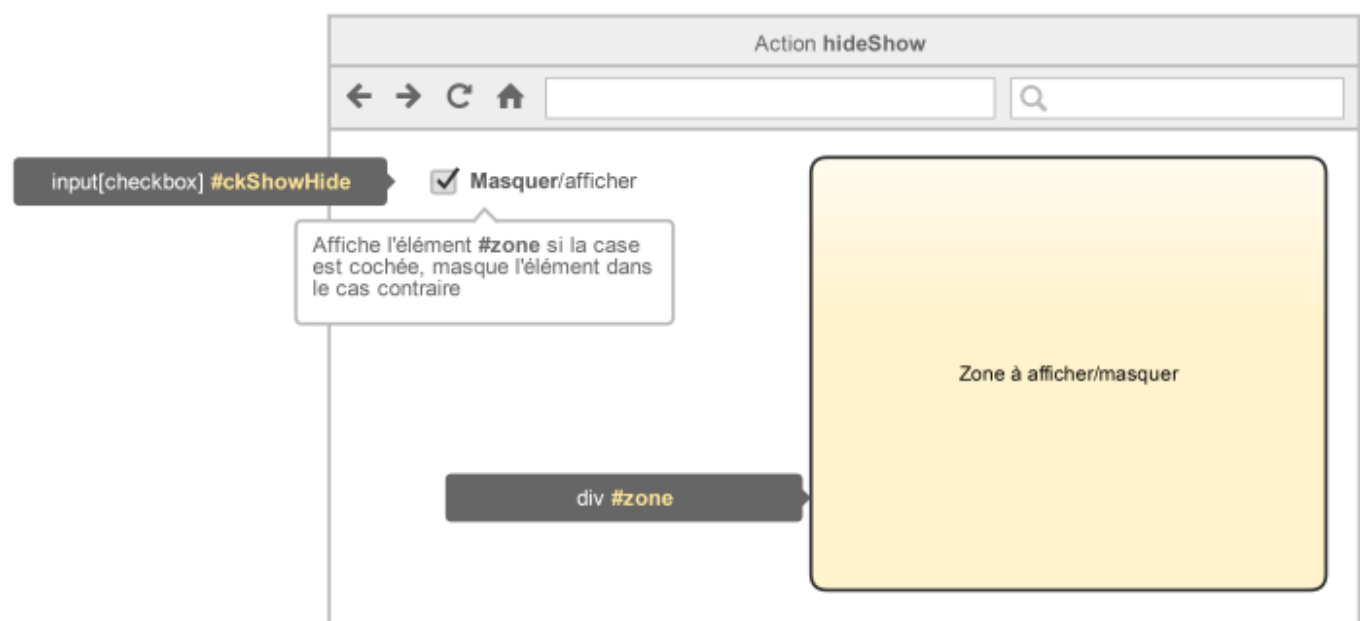 Action hideShow
input[checkbox] #ckShowHide
Masquer/afficher
Affiche l'élément #zone si la case
est cochée, masque l'élément dans
le cas contraire
Zone à afficher/masquer
div #zone